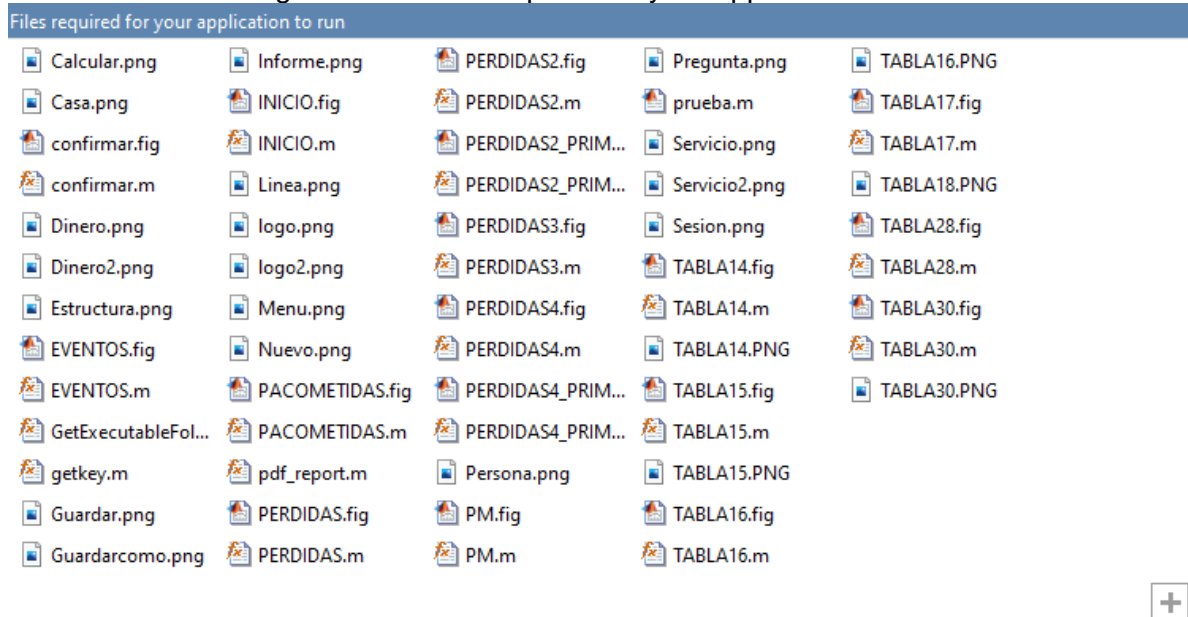 Files required for your application to run
Calcular.png Informe.png PERDIDAS2.fig Pregunta.png TABLA16.PNG
Casa.png INICIO.fig PERDIDAS2.m prueba.m TABLA17.fig
confirmar.fig INICIO.m PERDIDAS2_PRIM... Servicio.png TABLA17.m
confirmar.m Linea.png PERDIDAS2_PRIM... Servicio2.png TABLA18.PNG
Dinero.png logo.png PERDIDAS3.fig Sesion.png TABLA28.fig
Dinero2.png logo2.png PERDIDAS3.m TABLA14.fig TABLA28.m
Estructura.png Menu.png PERDIDAS4.fig TABLA14.m TABLA30.fig
EVENTOS.fig Nuevo.png PERDIDAS4.m TABLA14.PNG TABLA30.m
EVENTOS.m PACOMETIDAS.fig PERDIDAS4_PRIM... TABLA15.fig TABLA30.PNG
GetExecutableFol... PACOMETIDAS.m PERDIDAS4_PRIM... TABLA15.m
getkey.m pdf_report.m Persona.png TABLA15.PNG
Guardar.png PERDIDAS.fig PM.fig TABLA16.fig
Guardarcomo.png PERDIDAS.m PM.m TABLA16.m